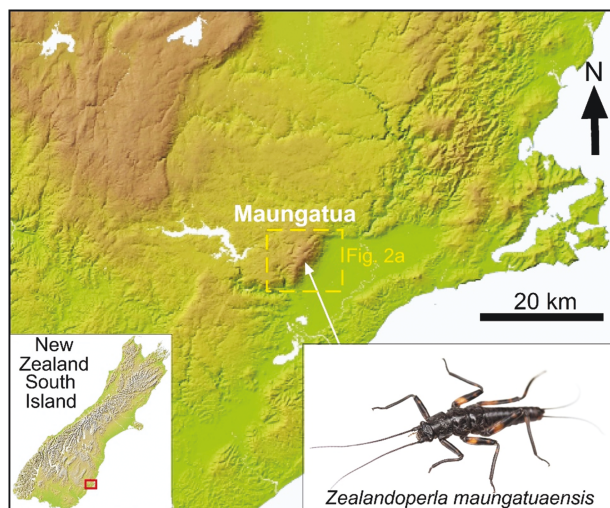 N
Maungatua
Fig. 2a
20 km
New
Zealand
South
Island
Zealandoperla maungatuaensis